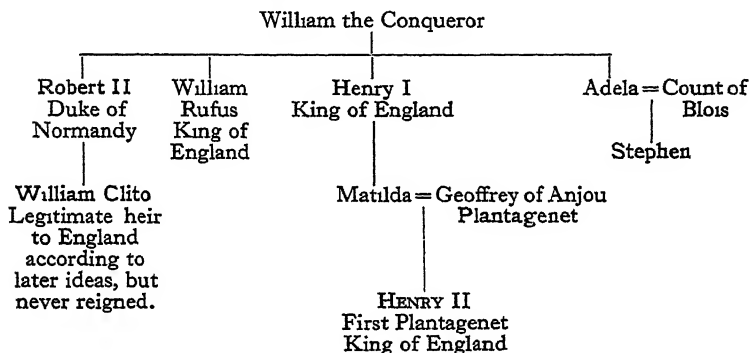 William the Conqueror
Robert II
Duke of
Normandy
William
Rufus
King of
England
Henry I
King of England
Adela = Count of
Blois
Stephen
William Clito
Legitimate heir
to England
according to
later ideas, but
never reigned.
Matilda = Geoffrey of Anjou
Plantagenet
HENRY II
First Plantagenet
King of England